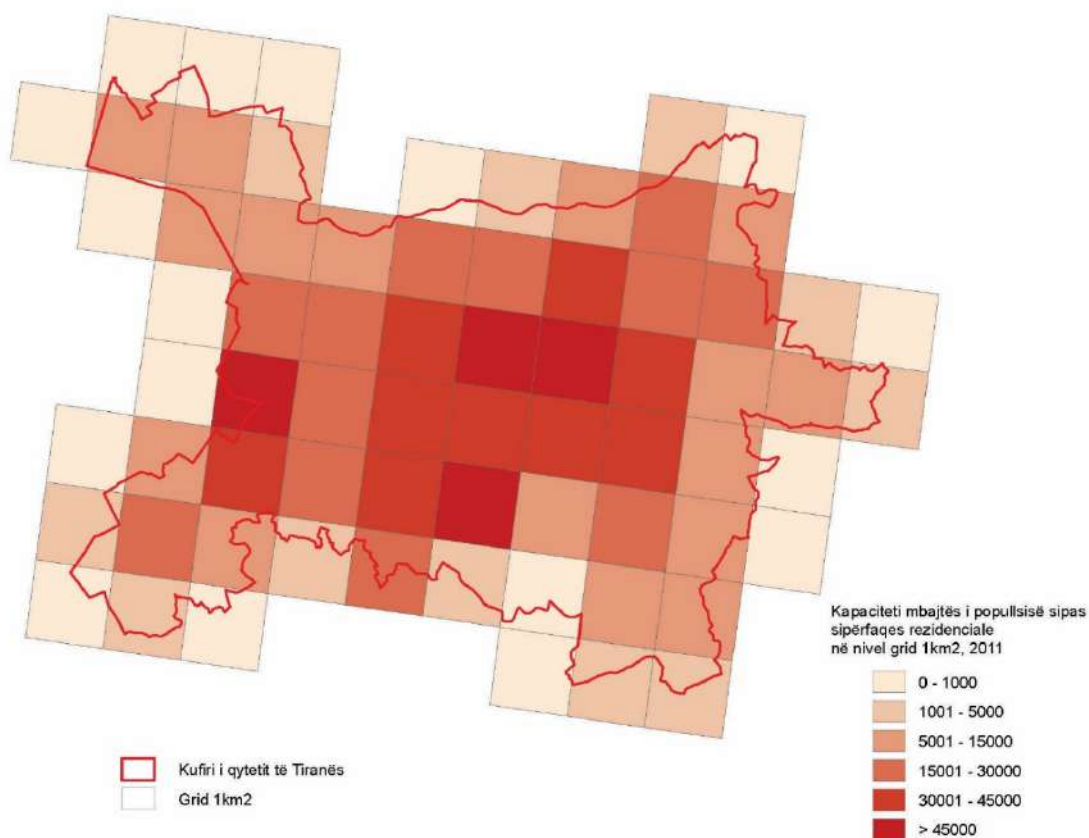 Kapaciteti mbajtës i popullsisë sipas
sipërfaqes rezidenciale
në nivel grid 1km2, 2011
0 - 1000
1001 - 5000
5001 - 15000
15001 - 30000
30001 - 45000
> 45000
Kufiri i qytetit të Tiranës
Grid 1km2